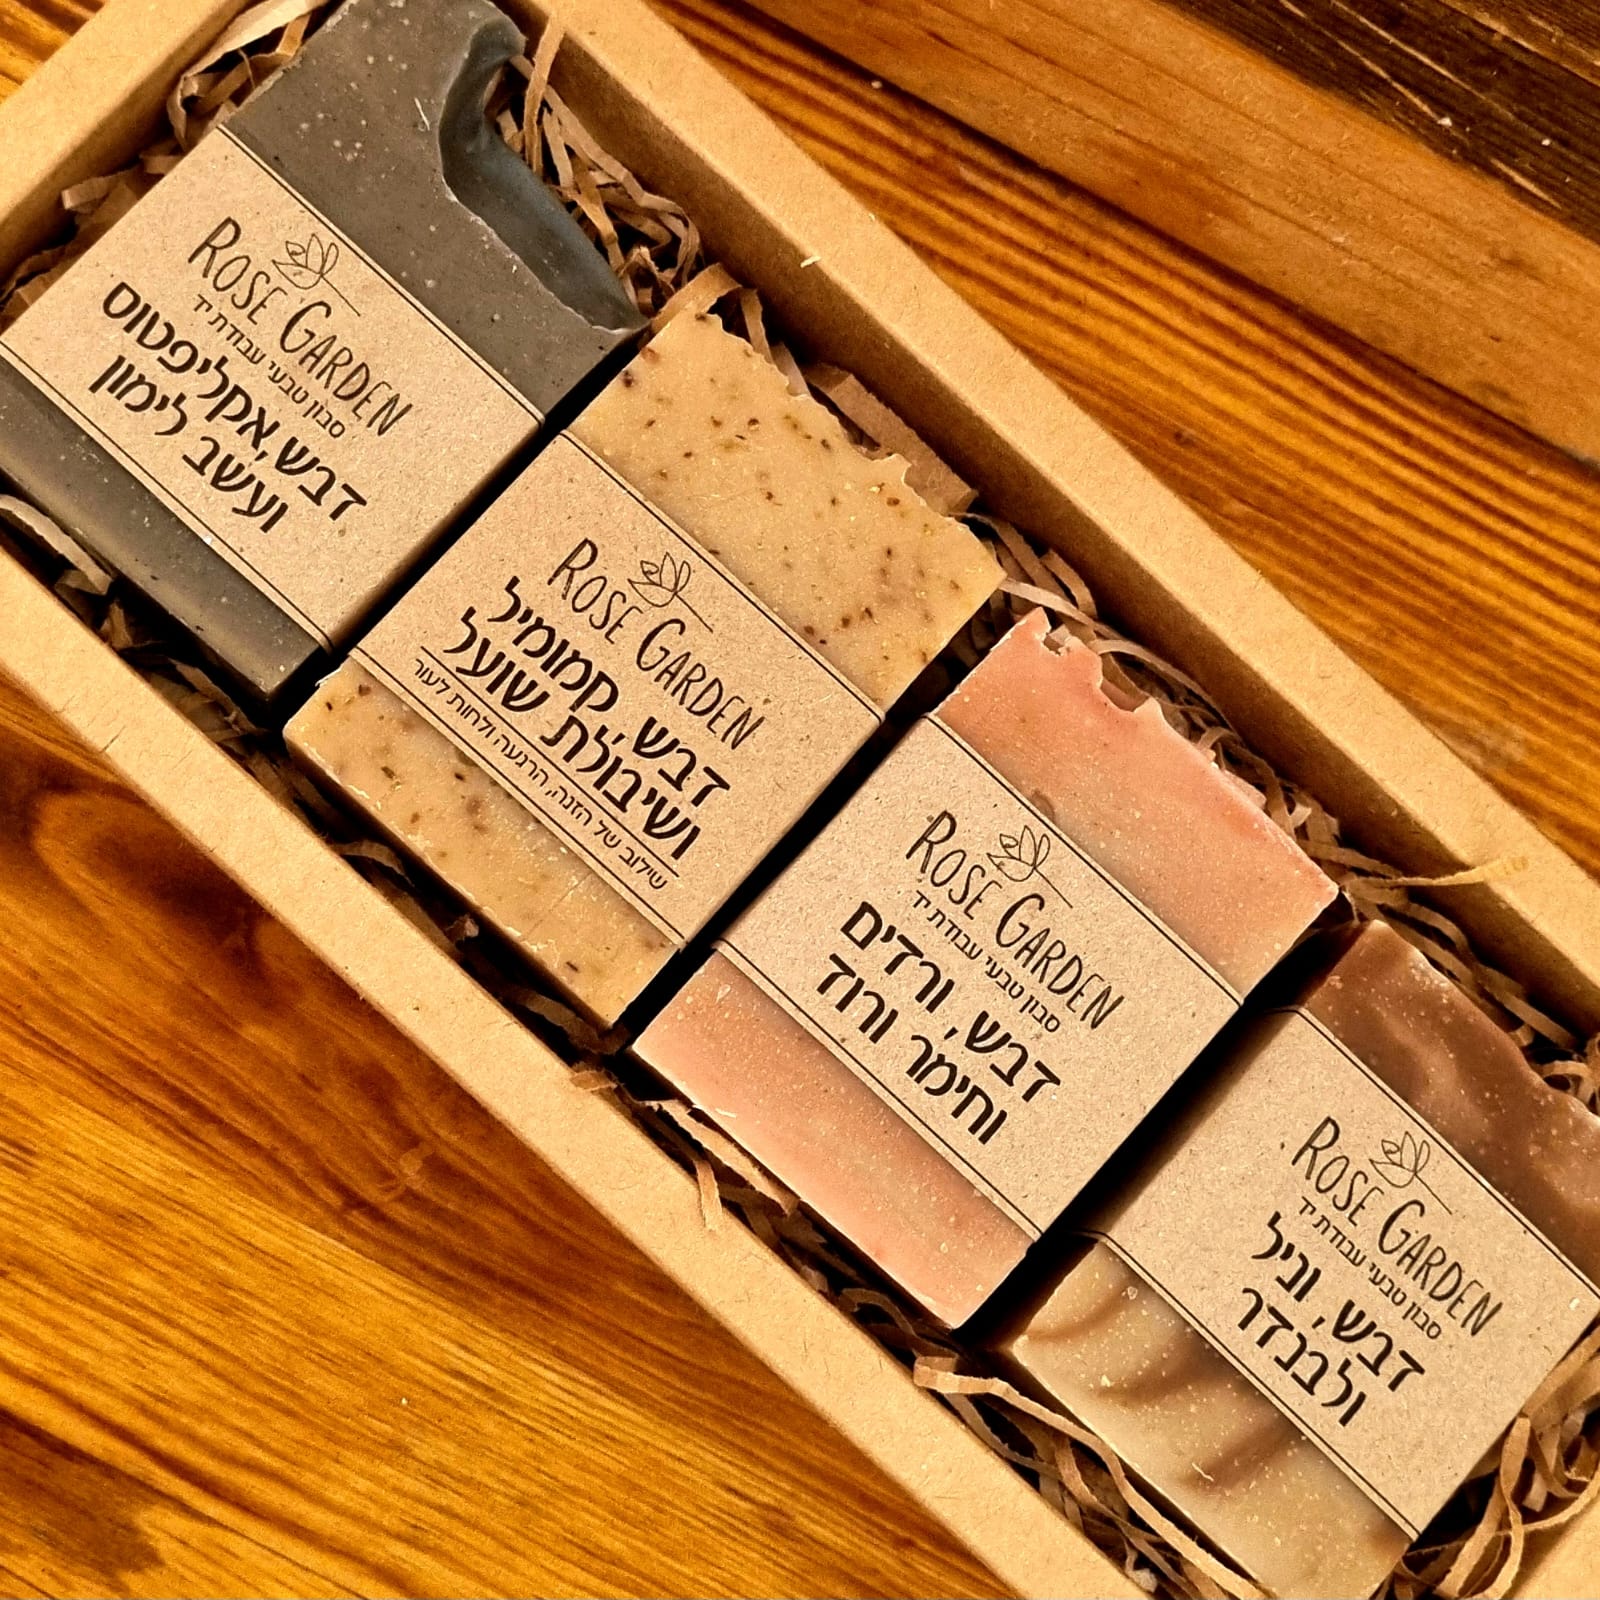 ROSE GARDEN
סבון טבעי עבודת יד
דבש, אקליפטוס
ועשב לימון
ROSE GARDEN
דבש, קמומיל
ושיבולת שועל
שילוב של הזנה, הרגעה ולחות לעור
ROSE GARDEN
סבון טבעי עבודת יד
דבש, ורדים
וחימר ורוד
ROSE GARDEN
סבון טבעי עבודת יד
דבש, וניל
ולבנדר